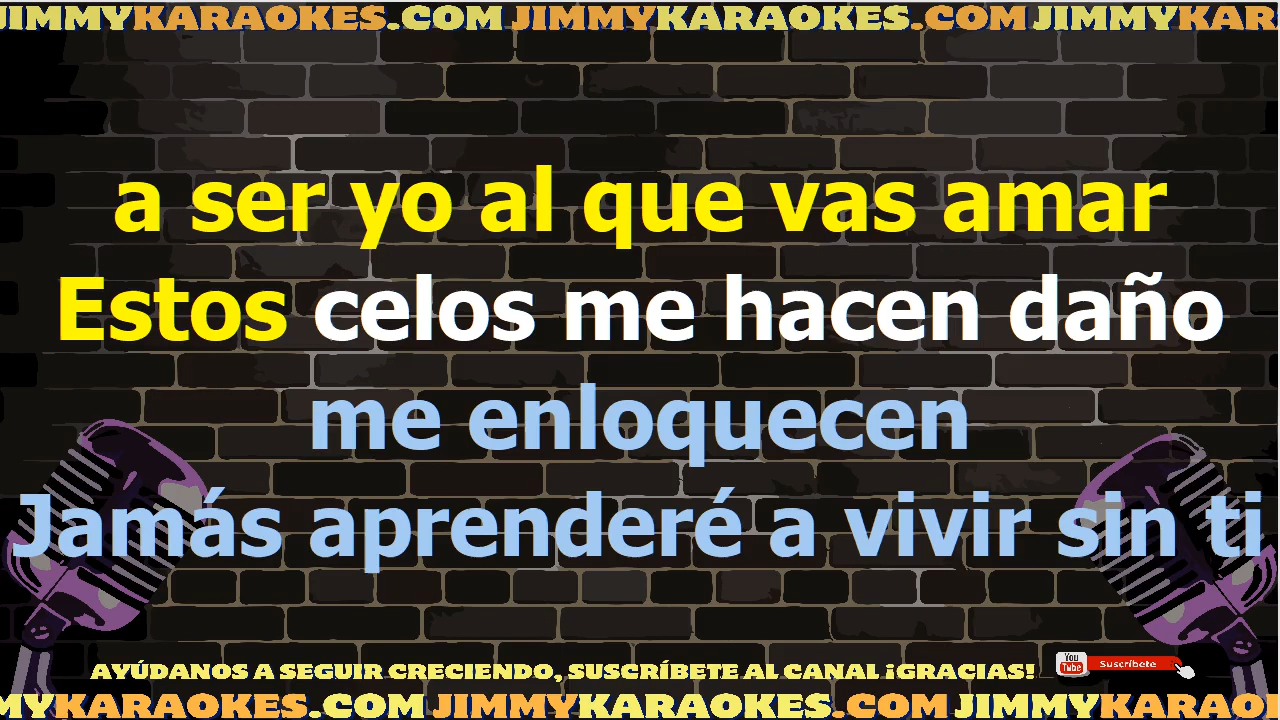 JIMMYKARAOKES.COM JIMMYKARAOKES.COM JIMMYKAR
a ser yo al que vas amar
Estos celos me hacen daño
me enloquecen
Jamás aprenderé a vivir sin ti
AYÚDANOS A SEGUIR CRECIENDO, SUSCRÍBETE AL CANAL ¡GRACIAS! You Tube Suscríbete
MYKARAOKES.COM JIMMYKARAOKES.COM JIMMYKARAO